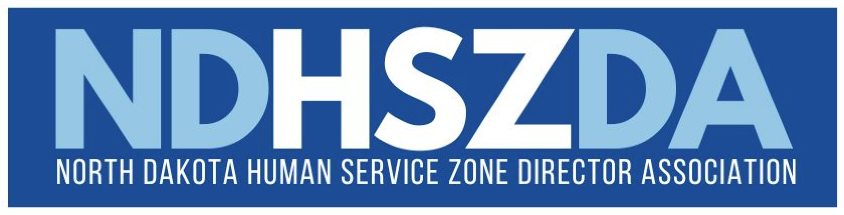 NDHSZDA
NORTH DAKOTA HUMAN SERVICE ZONE DIRECTOR ASSOCIATION